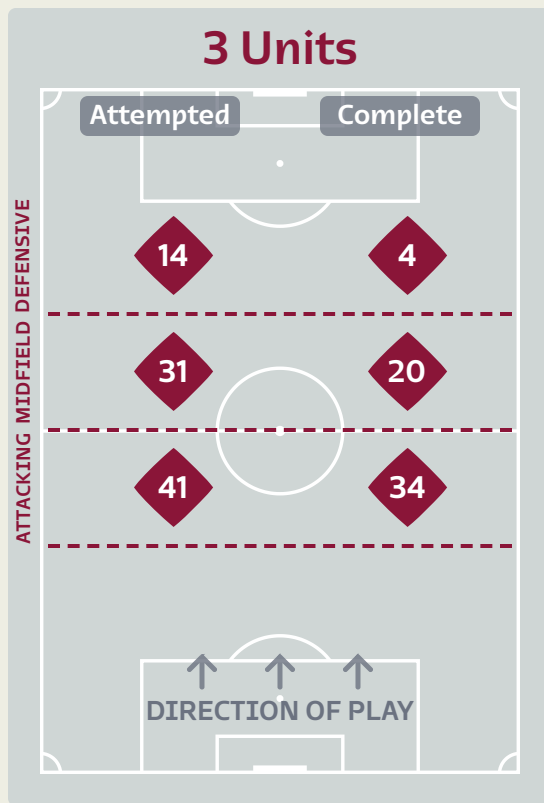 3 Units
Attempted Complete
ATTACKING MIDFIELD DEFENSIVE
14 4
31 20
41 34
DIRECTION OF PLAY